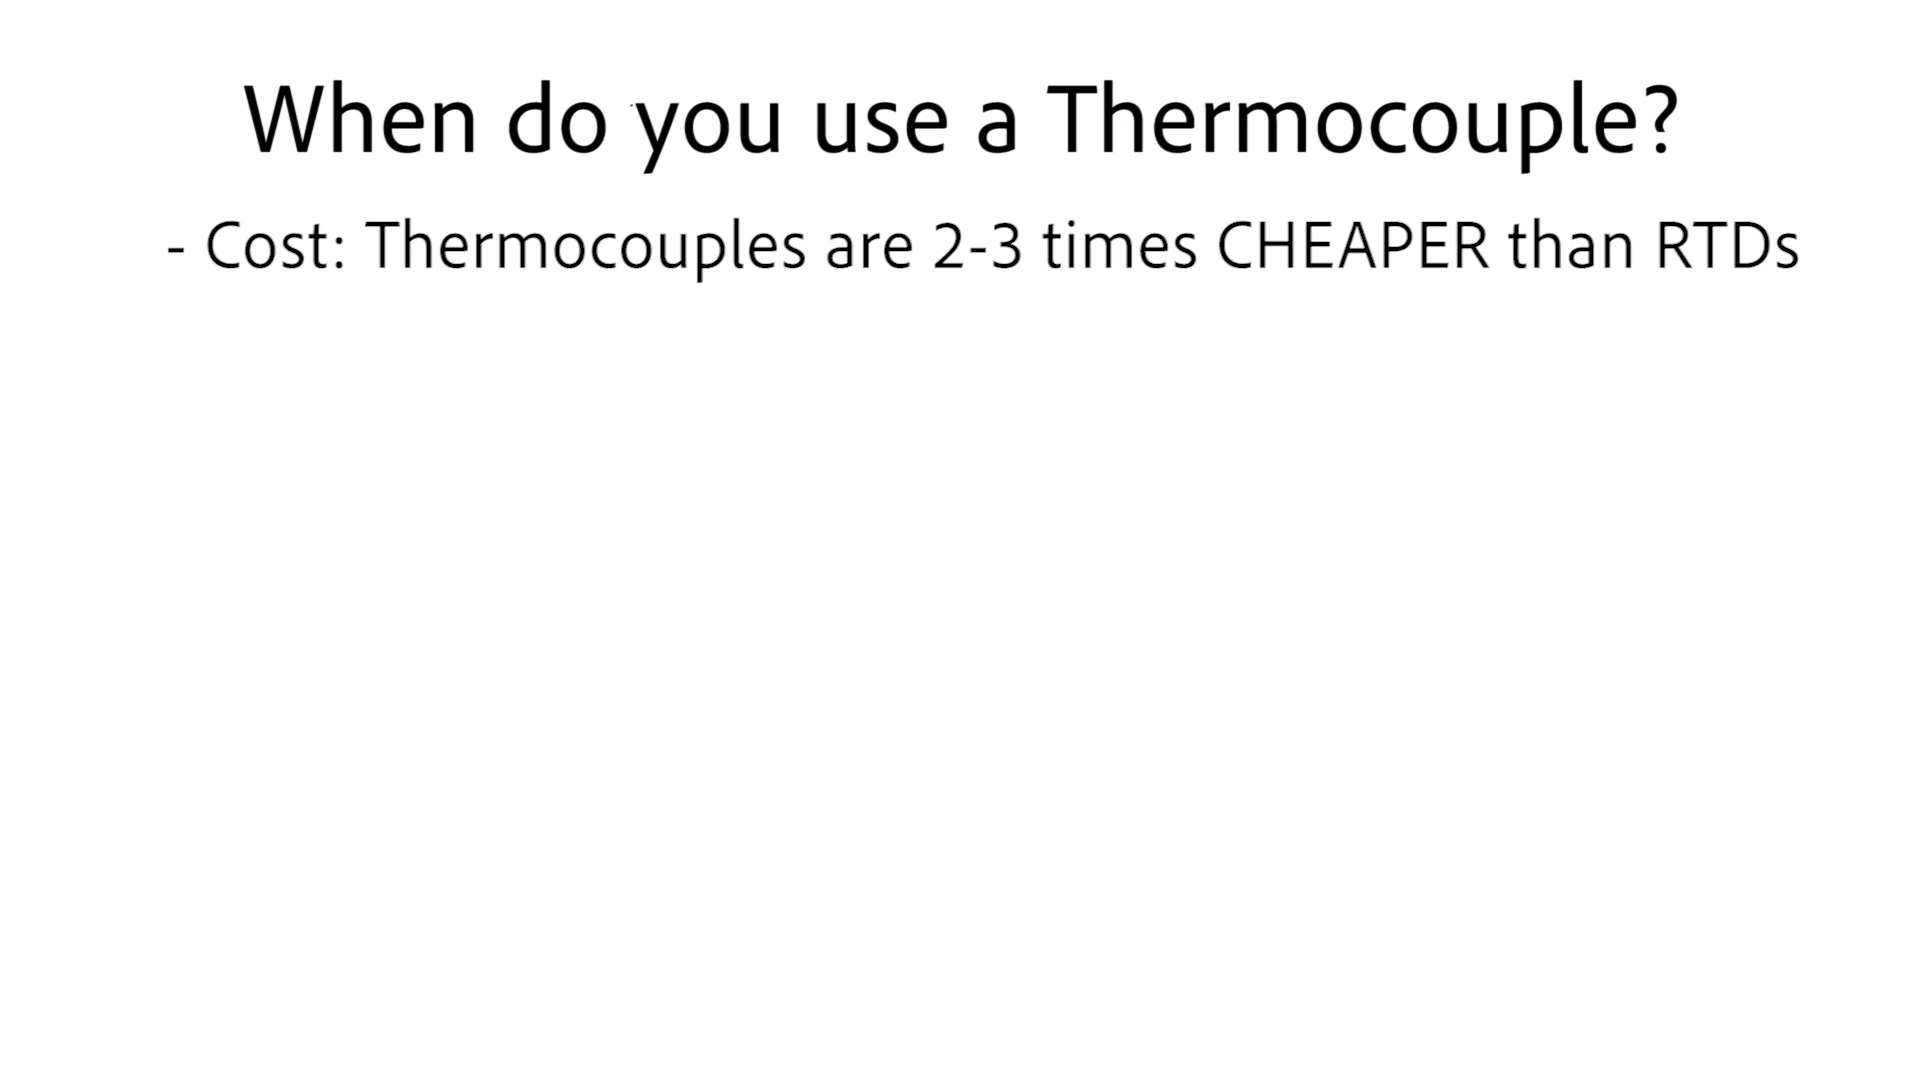 When do you use a Thermocouple?
- Cost: Thermocouples are 2-3 times CHEAPER than RTDs